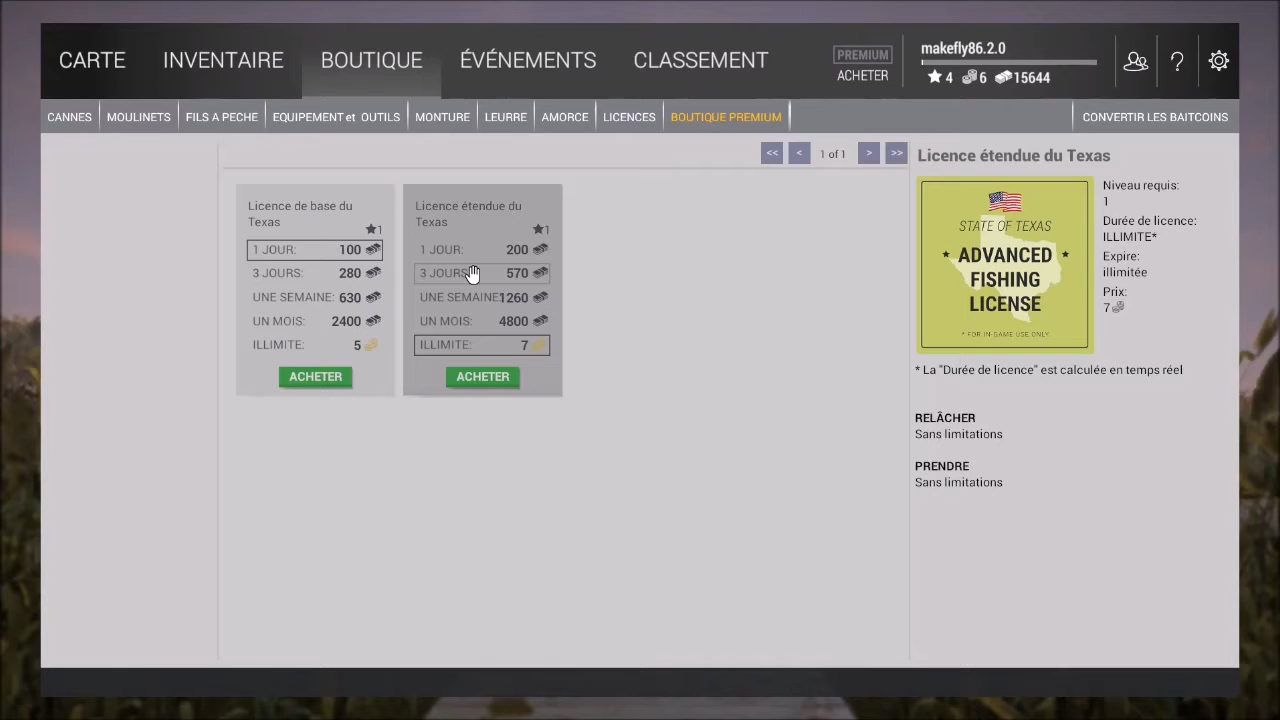 CARTE INVENTAIRE BOUTIQUE ÉVÉNEMENTS CLASSEMENT
PREMIUM
ACHETER
makefly86.2.0
4 6 15644
?
CANNES MOULINETS FILS A PECHE EQUIPEMENT et OUTILS MONTURE LEURRE AMORCE LICENCES BOUTIQUE PREMIUM CONVERTIR LES BAITCOINS
<< < 1 of 1 > >>
Licence de base du
Texas
1
1 JOUR: 100
3 JOURS: 280
UNE SEMAINE: 630
UN MOIS: 2400
ILLIMITE: 5
ACHETER
Licence étendue du
Texas
1
1 JOUR: 200
3 JOURS 570
UNE SEMAINE 1260
UN MOIS: 4800
ILLIMITE: 7
ACHETER
Licence étendue du Texas
STATE OF TEXAS
ADVANCED
FISHING
LICENSE
* FOR IN-GAME USE ONLY
Niveau requis:
1
Durée de licence:
ILLIMITE*
Expire:
illimitée
Prix:
7
* La "Durée de licence" est calculée en temps réel
RELÂCHER
Sans limitations
PRENDRE
Sans limitations